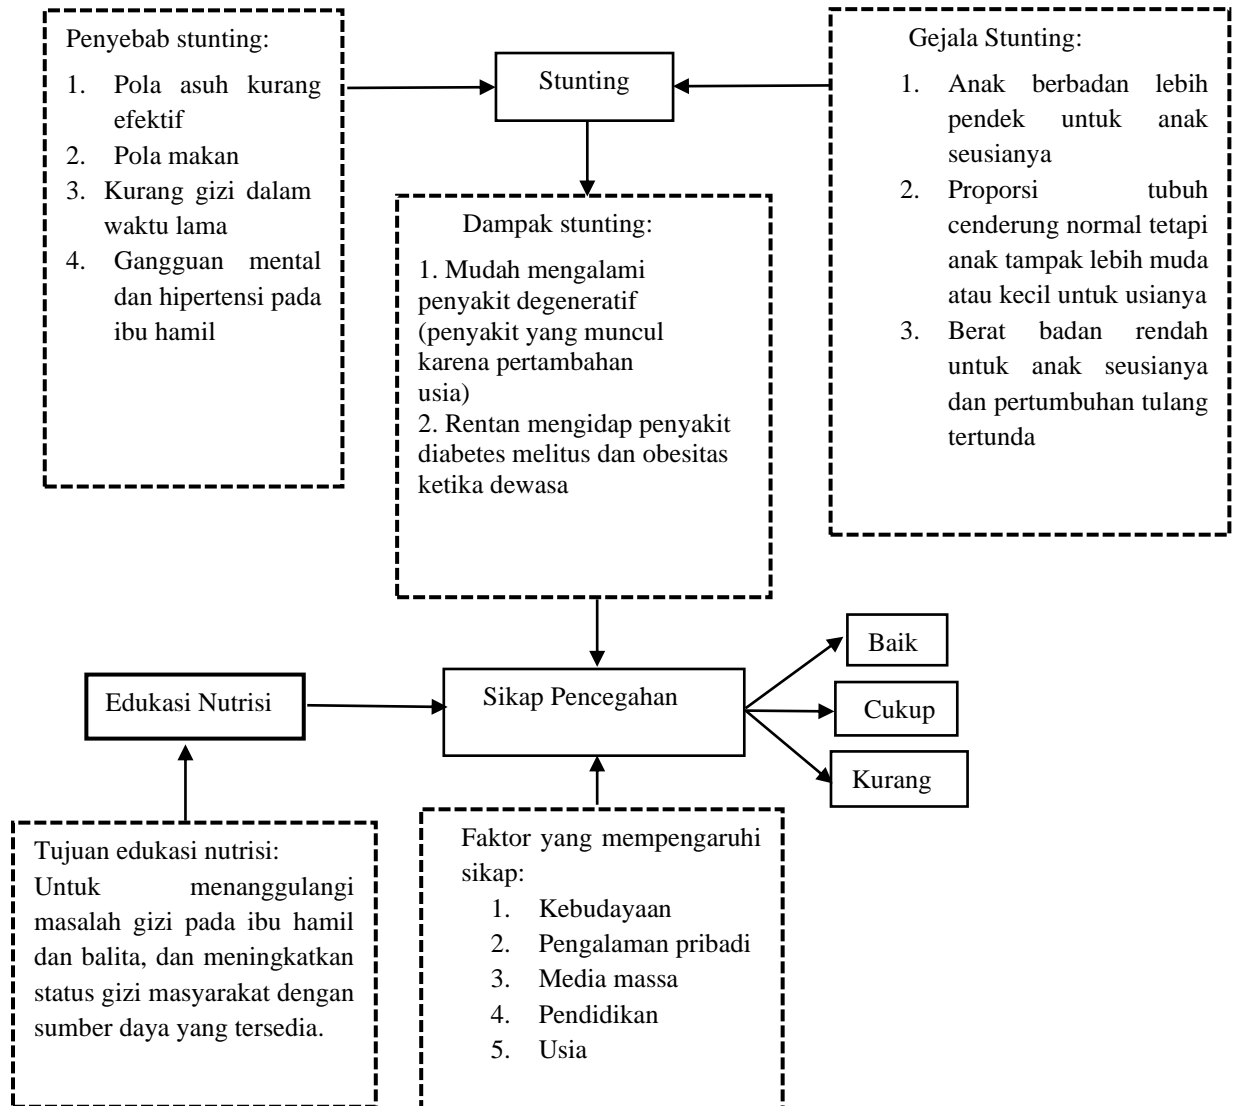 Penyebab stunting:
1. Pola asuh kurang
efektif
2. Pola makan
3. Kurang gizi dalam
waktu lama
4. Gangguan mental
dan hipertensi pada
ibu hamil
Stunting
Gejala Stunting:
1. Anak berbadan lebih
pendek untuk anak
seusianya
2. Proporsi tubuh
cenderung normal tetapi
anak tampak lebih muda
atau kecil untuk usianya
3. Berat badan rendah
untuk anak seusianya
dan pertumbuhan tulang
tertunda
Dampak stunting:
1. Mudah mengalami
penyakit degeneratif
(penyakit yang muncul
karena pertambahan
usia)
2. Rentan mengidap penyakit
diabetes melitus dan obesitas
ketika dewasa
Edukasi Nutrisi
Sikap Pencegahan
Baik
Cukup
Kurang
Tujuan edukasi nutrisi:
Untuk menanggulangi
masalah gizi pada ibu hamil
dan balita, dan meningkatkan
status gizi masyarakat dengan
sumber daya yang tersedia.
Faktor yang mempengaruhi
sikap:
1. Kebudayaan
2. Pengalaman pribadi
3. Media massa
4. Pendidikan
5. Usia